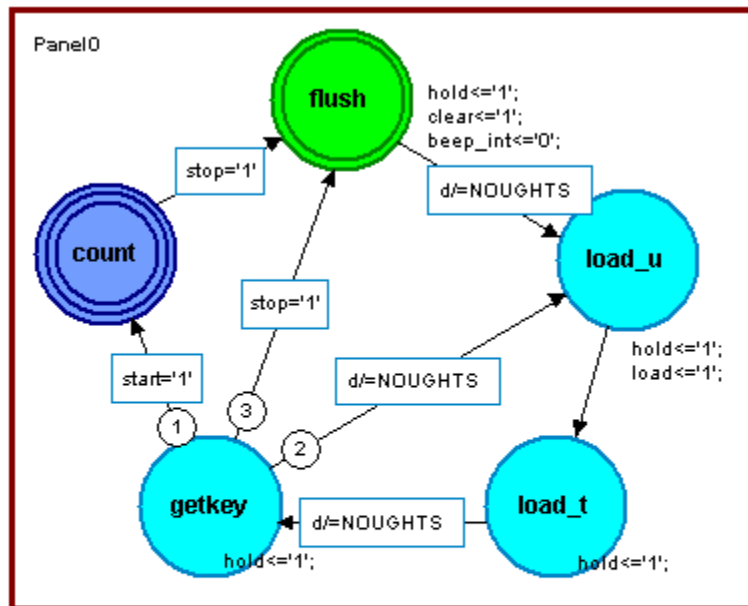 Panel0
flush
hold<='1';
clear<='1';
beep_int<='0';
stop='1'
d/=NOUGHTS
count
load_u
stop='1'
start='1'
d/=NOUGHTS
hold<='1';
load<='1';
1
3
2
getkey
d/=NOUGHTS
load_t
hold<='1';
hold<='1';